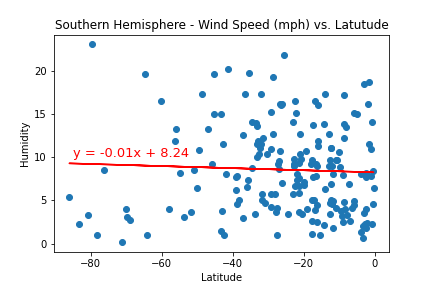 Southern Hemisphere - Wind Speed (mph) vs. Latutude
20
15
y = -0.01x + 8.24
10
5
0
Humidity
−80
−60
−40
−20
0
Latitude